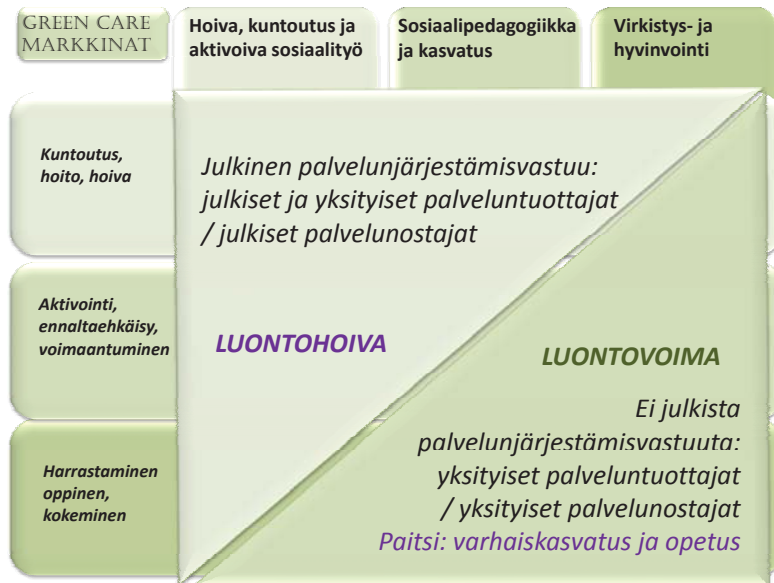 GREEN CARE
MARKKINAT
Hoiva, kuntoutus ja
aktivoiva sosiaalityö
Sosiaalipedagogiikka
ja kasvatus
Virkistys- ja
hyvinvointi
Kuntoutus,
hoito, hoiva
Julkinen palvelunjärjestämisvastuu:
julkiset ja yksityiset palveluntuottajat
/ julkiset palvelunostajat
Aktivointi,
ennaltaehkäisy,
voimaantuminen
LUONTOHOIVA
LUONTOVOIMA
Ei julkista
palvelunjärjestämisvastuuta:
yksityiset palveluntuottajat
/ yksityiset palvelunostajat
Paitsi: varhaiskasvatus ja opetus
Harrastaminen
oppinen,
kokeminen